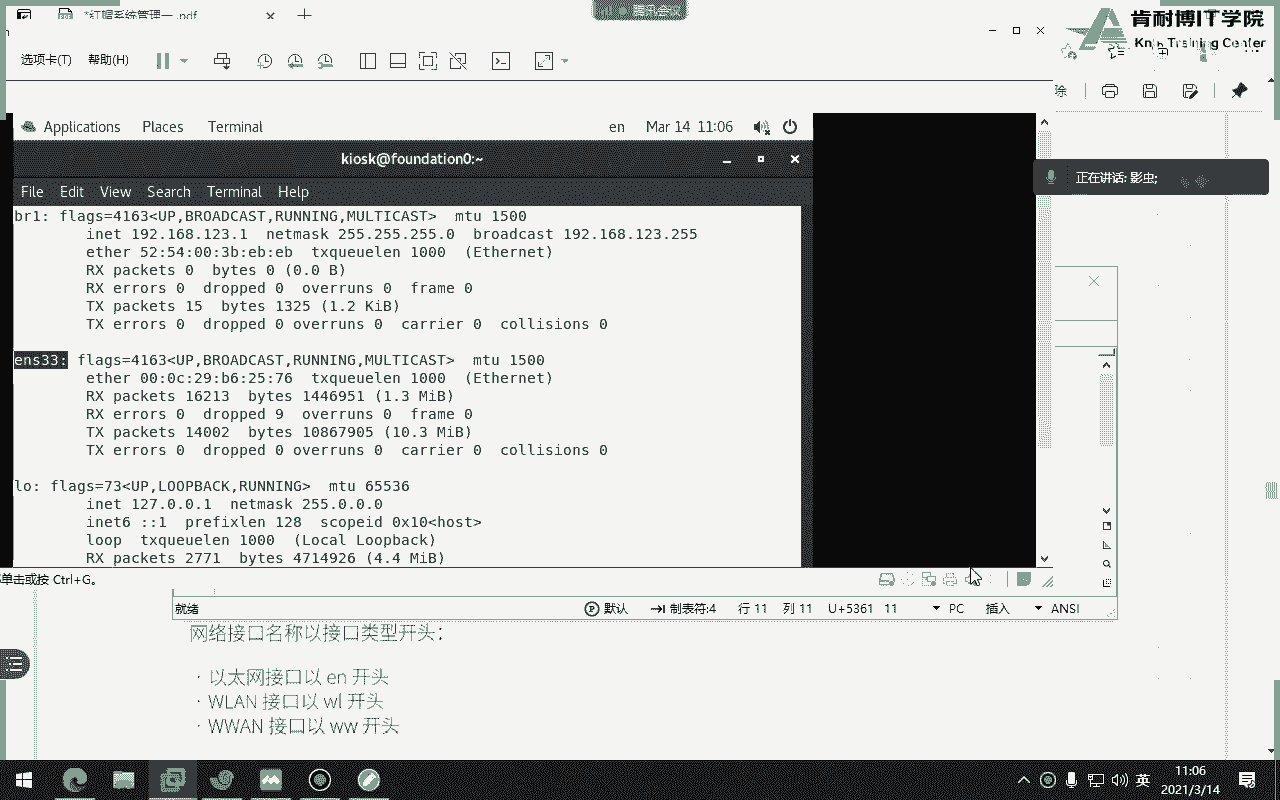 *红帽系统管理一 .pdf
腾讯会议
肯耐博IT学院
Training Center
选项卡(T) 帮助(H)
除
Applications Places Terminal en Mar 14 11:06
kiosk@foundation0:~
正在讲话: 影虫;
File Edit View Search Terminal Help
br1: flags=4163<UP,BROADCAST,RUNNING,MULTICAST> mtu 1500
inet 192.168.123.1 netmask 255.255.255.0 broadcast 192.168.123.255
ether 52:54:00:3b:eb:eb txqueuelen 1000 (Ethernet)
RX packets 0 bytes 0 (0.0 B)
RX errors 0 dropped 0 overruns 0 frame 0
TX packets 15 bytes 1325 (1.2 KiB)
TX errors 0 dropped 0 overruns 0 carrier 0 collisions 0
ens33: flags=4163<UP,BROADCAST,RUNNING,MULTICAST> mtu 1500
ether 00:0c:29:b6:25:76 txqueuelen 1000 (Ethernet)
RX packets 16213 bytes 1446951 (1.3 MiB)
RX errors 0 dropped 9 overruns 0 frame 0
TX packets 14002 bytes 10867905 (10.3 MiB)
TX errors 0 dropped 0 overruns 0 carrier 0 collisions 0
lo: flags=73<UP,LOOPBACK,RUNNING> mtu 65536
inet 127.0.0.1 netmask 255.0.0.0
inet6 ::1 prefixlen 128 scopeid 0x10<host>
loop txqueuelen 1000 (Local Loopback)
RX packets 2771 bytes 4714926 (4.4 MiB)
单击或按 Ctrl+G。
就绪 默认 制表符:4 行 11 列 11 U+5361 11 PC 插入 ANSI
网络接口名称以接口类型开头：
· 以太网接口以 en 开头
· WLAN 接口以 wl 开头
· WWAN 接口以 ww 开头
英 11:06
2021/3/14